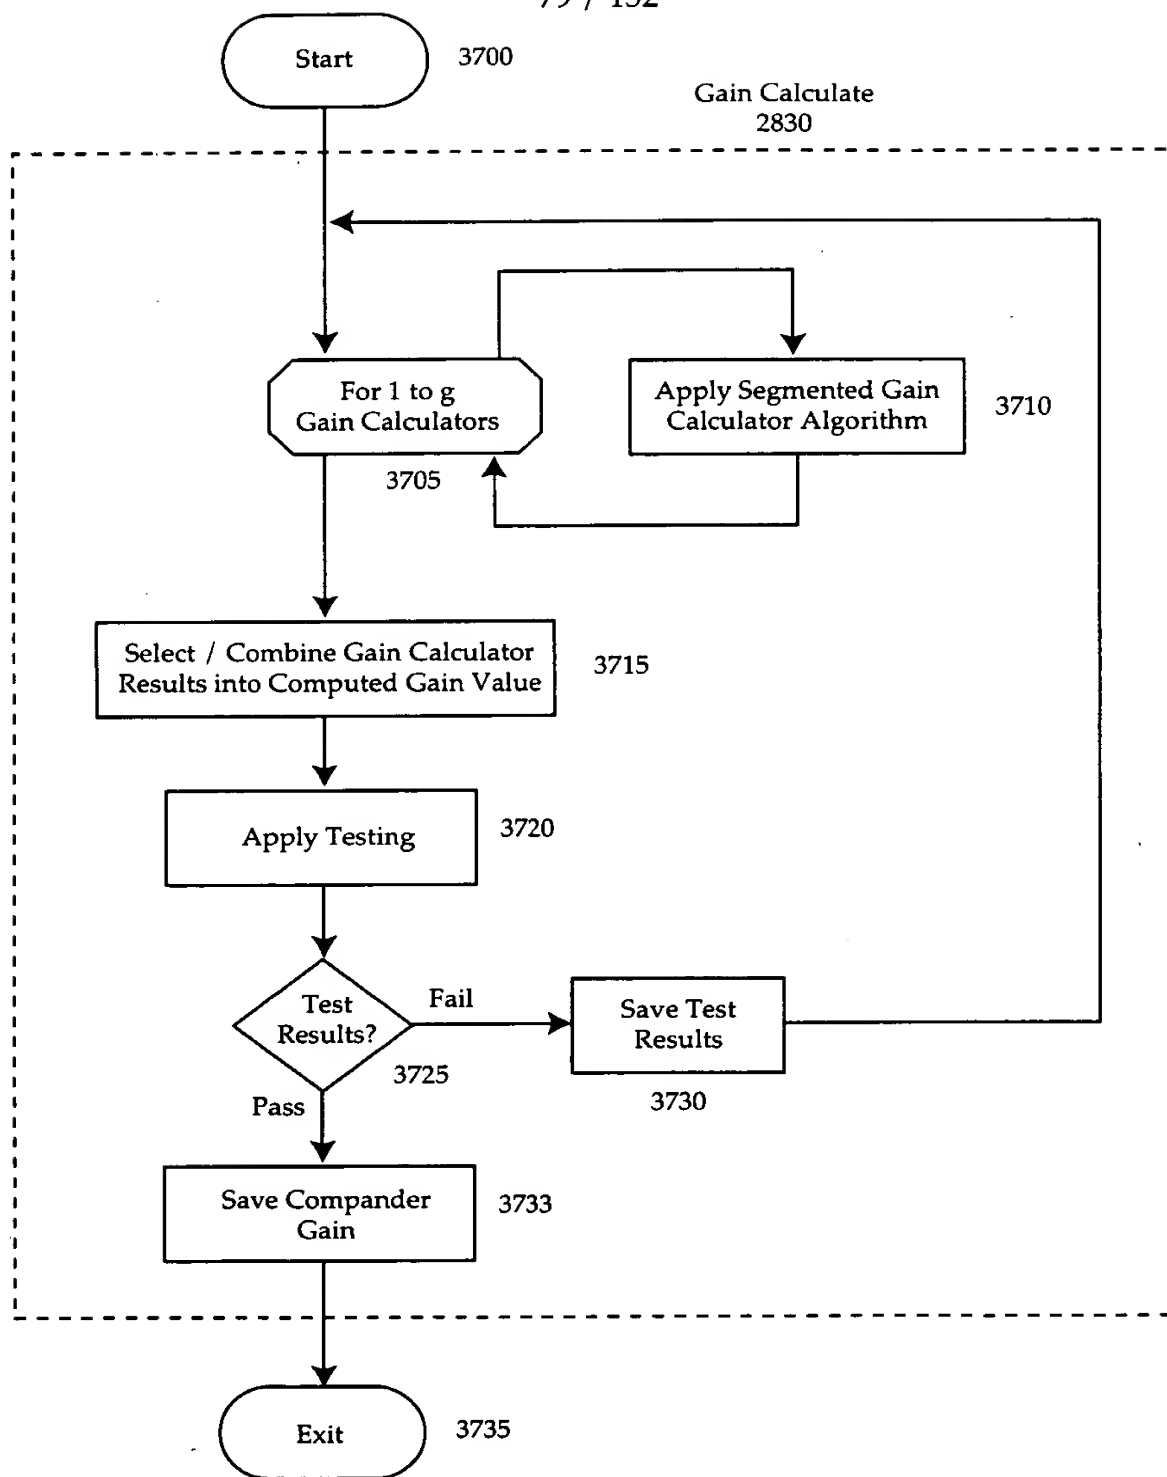 79 / 152
Start
3700
Gain Calculate
2830
For 1 to g
Gain Calculators
3705
Apply Segmented Gain
Calculator Algorithm
3710
Select / Combine Gain Calculator
Results into Computed Gain Value
3715
Apply Testing
3720
Test
Results?
3725
Fail
Pass
Save Test
Results
3730
Save Compander
Gain
3733
Exit
3735